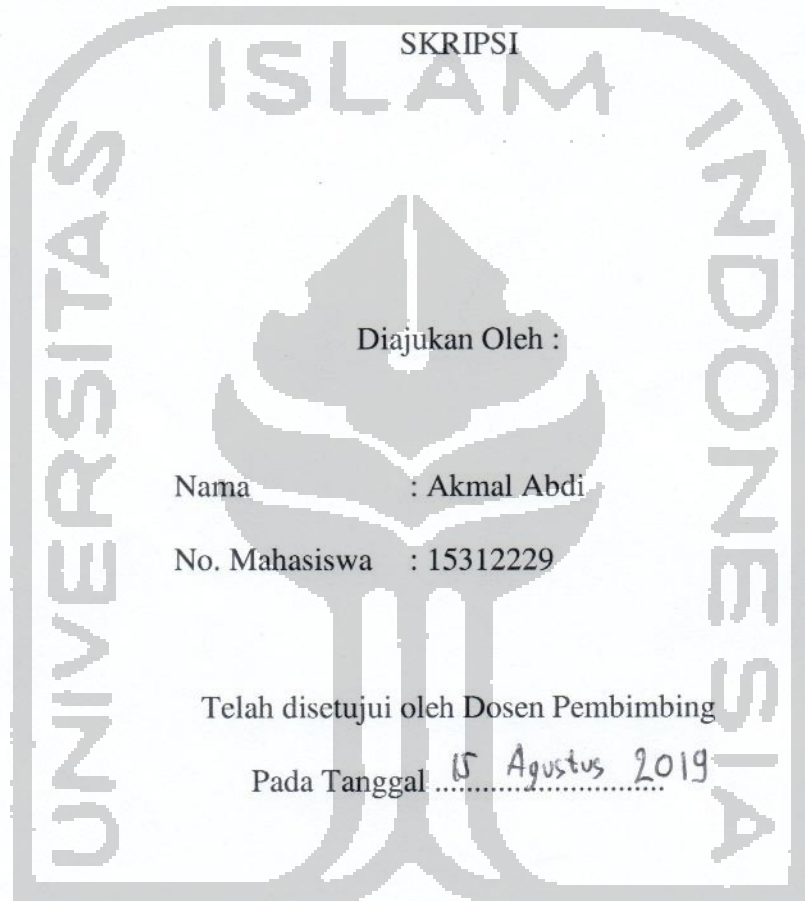 SKRIPSI
ISLAM
UNIVERSITAS
INDONESIA
Diajukan Oleh :
Nama : Akmal Abdi
No. Mahasiswa : 15312229
Telah disetujui oleh Dosen Pembimbing
Pada Tanggal 15 Agustus 2019